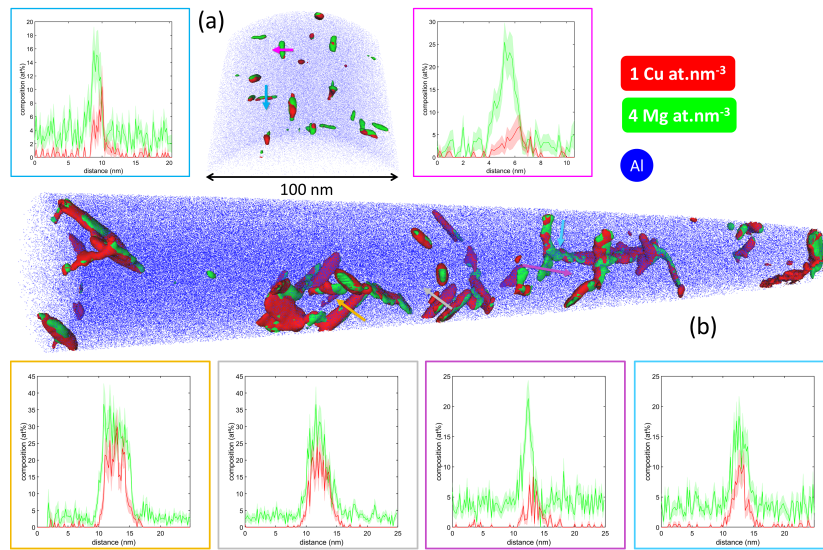 (a)
composition (at%)
20
18
16
14
12
10
8
6
4
2
0
0 5 10 15 20
distance (nm)
100 nm
composition (at%)
30
25
20
15
10
5
0
0 2 4 6 8 10
distance (nm)
1 Cu at.nm⁻³
4 Mg at.nm⁻³
Al
(b)
composition (at%)
45
40
35
30
25
20
15
10
5
0
0 5 10 15 20 25
distance (nm)
composition (at%)
45
40
35
30
25
20
15
10
5
0
0 5 10 15 20 25
distance (nm)
composition (at%)
25
20
15
10
5
0
0 5 10 15 20 25
distance (nm)
composition (at%)
25
20
15
10
5
0
0 5 10 15 20 25
distance (nm)